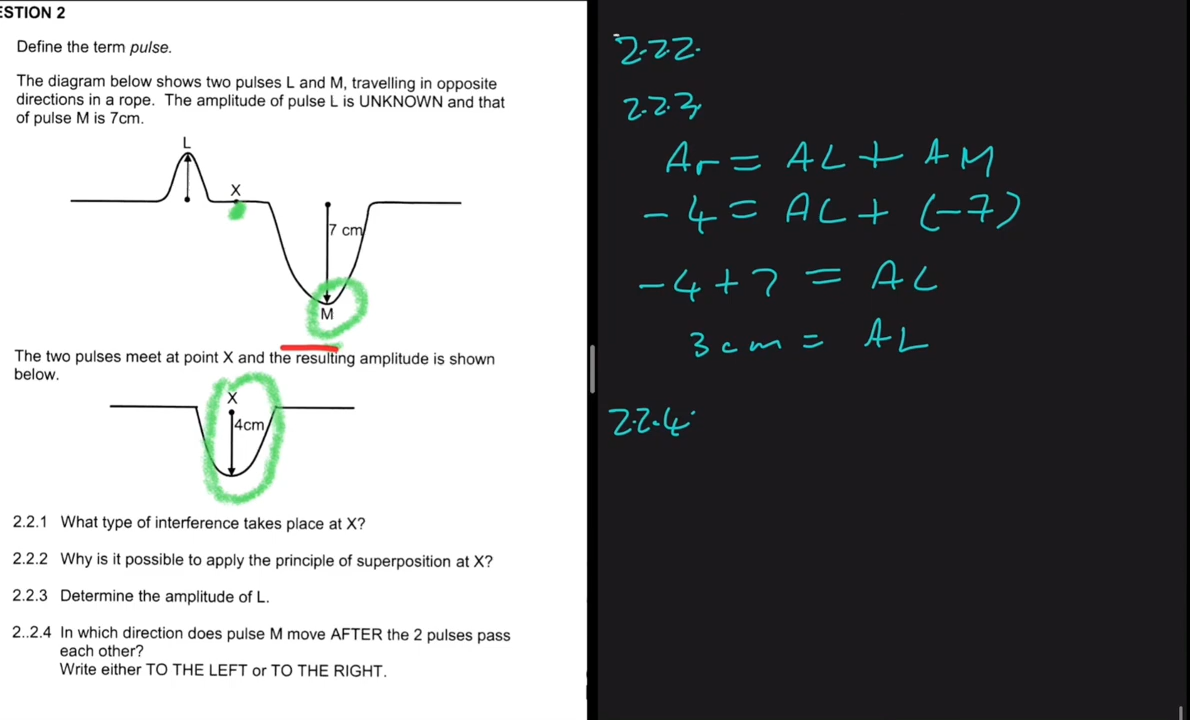 ESTION 2
Define the term pulse.
The diagram below shows two pulses L and M, travelling in opposite
directions in a rope. The amplitude of pulse L is UNKNOWN and that
of pulse M is 7cm.
L
X
7 cm
M
The two pulses meet at point X and the resulting amplitude is shown
below.
X
4cm
2.2.1 What type of interference takes place at X?
2.2.2 Why is it possible to apply the principle of superposition at X?
2.2.3 Determine the amplitude of L.
2..2.4 In which direction does pulse M move AFTER the 2 pulses pass
each other?
Write either TO THE LEFT or TO THE RIGHT.
2.2.2.
2.2.3
Ar = AL + AM
-4 = AL + (-7)
-4 + 7 = AL
3cm = AL
2.2.4.